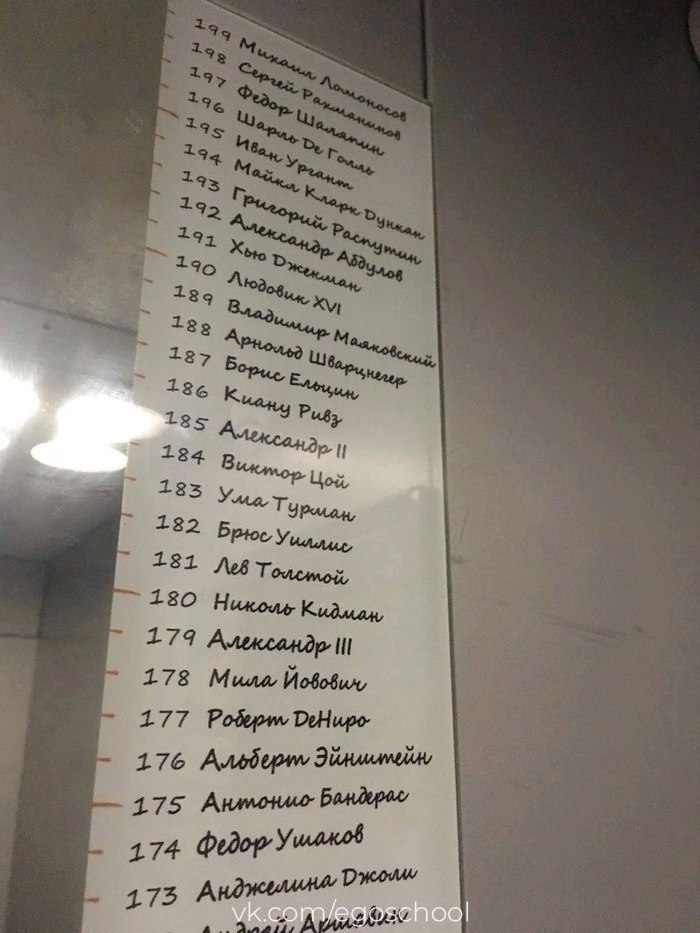 199 Михаил Ломоносов
198 Сергей Рахманинов
197 Федор Шаляпин
196 Шарль Де Голль
195 Иван Ургант
194 Майкл Кларк Дункан
193 Григорий Распутин
192 Александр Абдулов
191 Хью Джекман
190 Людовик XVI
189 Владимир Маяковский
188 Арнольд Шварцнегер
187 Борис Ельцин
186 Киану Ривз
185 Александр II
184 Виктор Цой
183 Ума Турман
182 Брюс Уиллис
181 Лев Толстой
180 Николь Кидман
179 Александр III
178 Мила Йовович
177 Роберт ДеНиро
176 Альберт Эйнштейн
175 Антонио Бандерас
174 Федор Ушаков
173 Анджелина Джоли
Андрей Аршавин
vk.com/egoschool